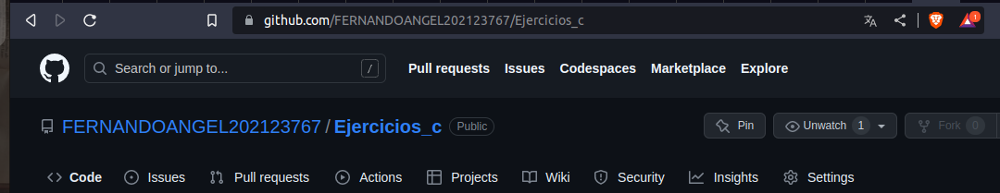 github.com/FERNANDOANGEL202123767/Ejercicios_c 1
Search or jump to... / Pull requests Issues Codespaces Marketplace Explore
FERNANDOANGEL202123767 / Ejercicios_c Public Pin Unwatch 1 Fork 0
Code Issues Pull requests Actions Projects Wiki Security Insights Settings